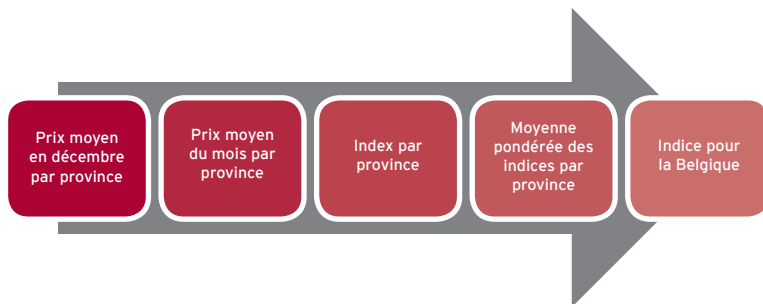 Prix moyen
en décembre
par province
Prix moyen
du mois par
province
Index par
province
Moyenne
pondérée des
indices par
province
Indice pour
la Belgique